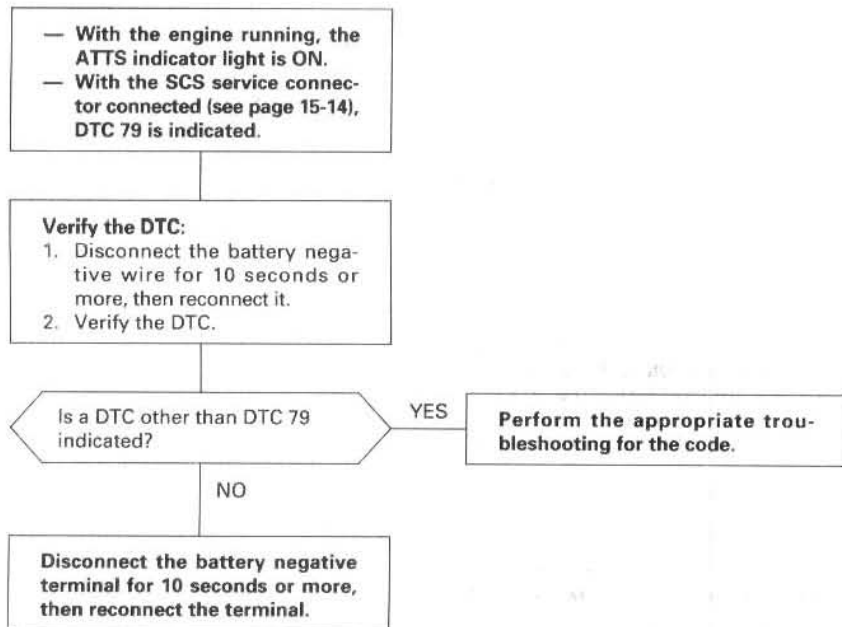 — With the engine running, the
ATTS indicator light is ON.
— With the SCS service connec-
tor connected (see page 15-14),
DTC 79 is indicated.
Verify the DTC:
1. Disconnect the battery nega-
tive wire for 10 seconds or
more, then reconnect it.
2. Verify the DTC.
Is a DTC other than DTC 79
indicated?
YES
Perform the appropriate trou-
bleshooting for the code.
NO
Disconnect the battery negative
terminal for 10 seconds or more,
then reconnect the terminal.